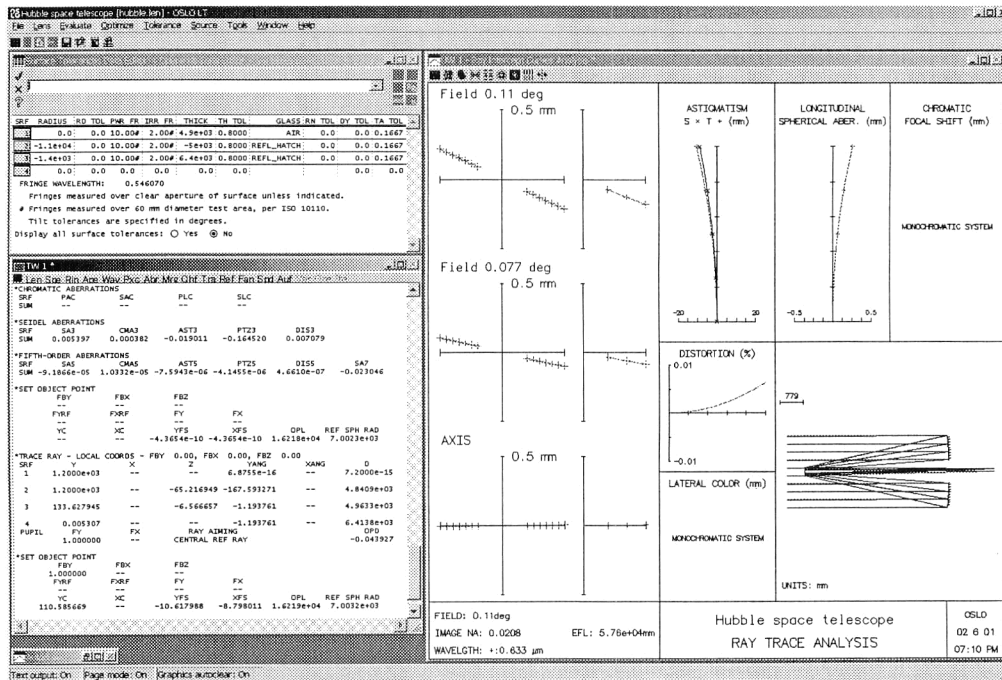 Hubble space telescope [hubble.len] - OSLO LT
File Lens Evaluate Optimize Tolerance Source Tools Window Help
SRF RADIUS RD TOL PWR FR IRR FR THICK TH TOL GLASS RN TOL DY TOL TA TOL
0.0 0.0 10.00# 2.00# 4.9e+03 0.8000 AIR 0.0 0.0 0.1667
2 -1.1e+04 0.0 10.00# 2.00# -5e+03 0.8000 REFL_HATCH 0.0 0.0 0.1667
3 -1.4e+03 0.0 10.00# 2.00# 6.4e+03 0.8000 REFL_HATCH 0.0 0.0 0.1667
4 0.0 0.0 0.0 0.0 0.0 0.0 0.0 0.0
FRINGE WAVELENGTH: 0.546070
Fringes measured over clear aperture of surface unless indicated.
# Fringes measured over 60 mm diameter test area, per ISO 10110.
Tilt tolerances are specified in degrees.
Display all surface tolerances: Yes No
TW 1 *
Len Spe Rin Ape Wav Pxc Abr Mrg Chf Tra Ref Fan Spd Auf
*CHROMATIC ABERRATIONS
SRF PAC SAC PLC SLC
SUM -- -- -- --
*SEIDEL ABERRATIONS
SRF SA3 CMA3 AST3 PTZ3 DIS3
SUM 0.005397 0.000382 -0.019011 -0.164520 0.007079
*FIFTH-ORDER ABERRATIONS
SRF SA5 CMA5 AST5 PTZ5 DIS5 SA7
SUM -9.1866e-05 1.0332e-05 -7.5943e-06 -4.1455e-06 4.6610e-07 -0.023046
*SET OBJECT POINT
FBY FBX FBZ
-- -- --
FYRF FXRF FY FX
-- -- -- --
YC XC YFS XFS OPL REF SPH RAD
-- -- -4.3654e-10 -4.3654e-10 1.6218e+04 7.0023e+03
*TRACE RAY - LOCAL COORDS - FBY 0.00, FBX 0.00, FBZ 0.00
SRF Y X Z YANG XANG D
1 1.2000e+03 -- -- 6.8755e-16 -- 7.2000e-15
2 1.2000e+03 -- -65.216949 -167.593271 -- 4.8409e+03
3 133.627945 -- -6.566657 -1.193761 -- 4.9633e+03
4 0.005307 -- -- -1.193761 -- 6.4138e+03
PUPIL FY FX RAY AIMING OPD
1.000000 -- CENTRAL REF RAY -0.043927
*SET OBJECT POINT
FBY FBX FBZ
1.000000 -- --
FYRF FXRF FY FX
-- -- -- --
YC XC YFS XFS OPL REF SPH RAD
110.585669 -- -10.617988 -8.798011 1.6219e+04 7.0032e+03
Field 0.11 deg
0.5 mm
Field 0.077 deg
0.5 mm
AXIS
0.5 mm
ASTIGMATISM
S × T + (mm)
-20 20
LONGITUDINAL
SPHERICAL ABER. (mm)
-0.5 0.5
CHROMATIC
FOCAL SHIFT (mm)
MONOCHROMATIC SYSTEM
DISTORTION (%)
0.01
-0.01
LATERAL COLOR (mm)
MONOCHROMATIC SYSTEM
779
UNITS: mm
FIELD: 0.11deg
IMAGE NA: 0.0208 EFL: 5.76e+04mm
WAVELGTH: +:0.633 µm
Hubble space telescope
RAY TRACE ANALYSIS
OSLO
02 6 01
07:10 PM
Text output: On Page mode: On Graphics autoclear: On